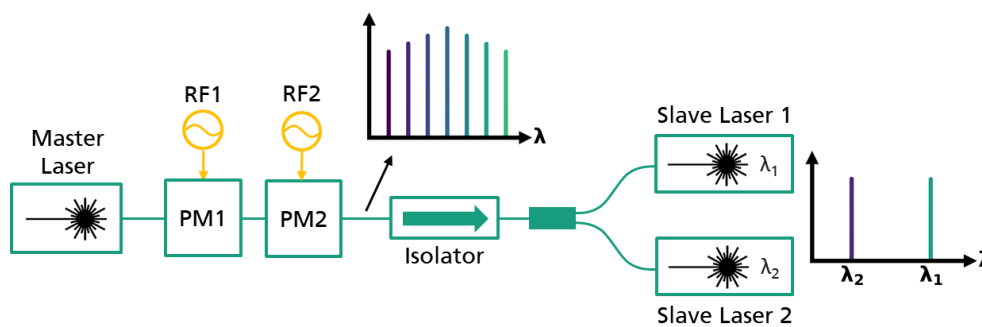 RF1
RF2
λ
Master
Laser
PM1
PM2
Isolator
Slave Laser 1
λ1
λ2
Slave Laser 2
λ2
λ1
λ